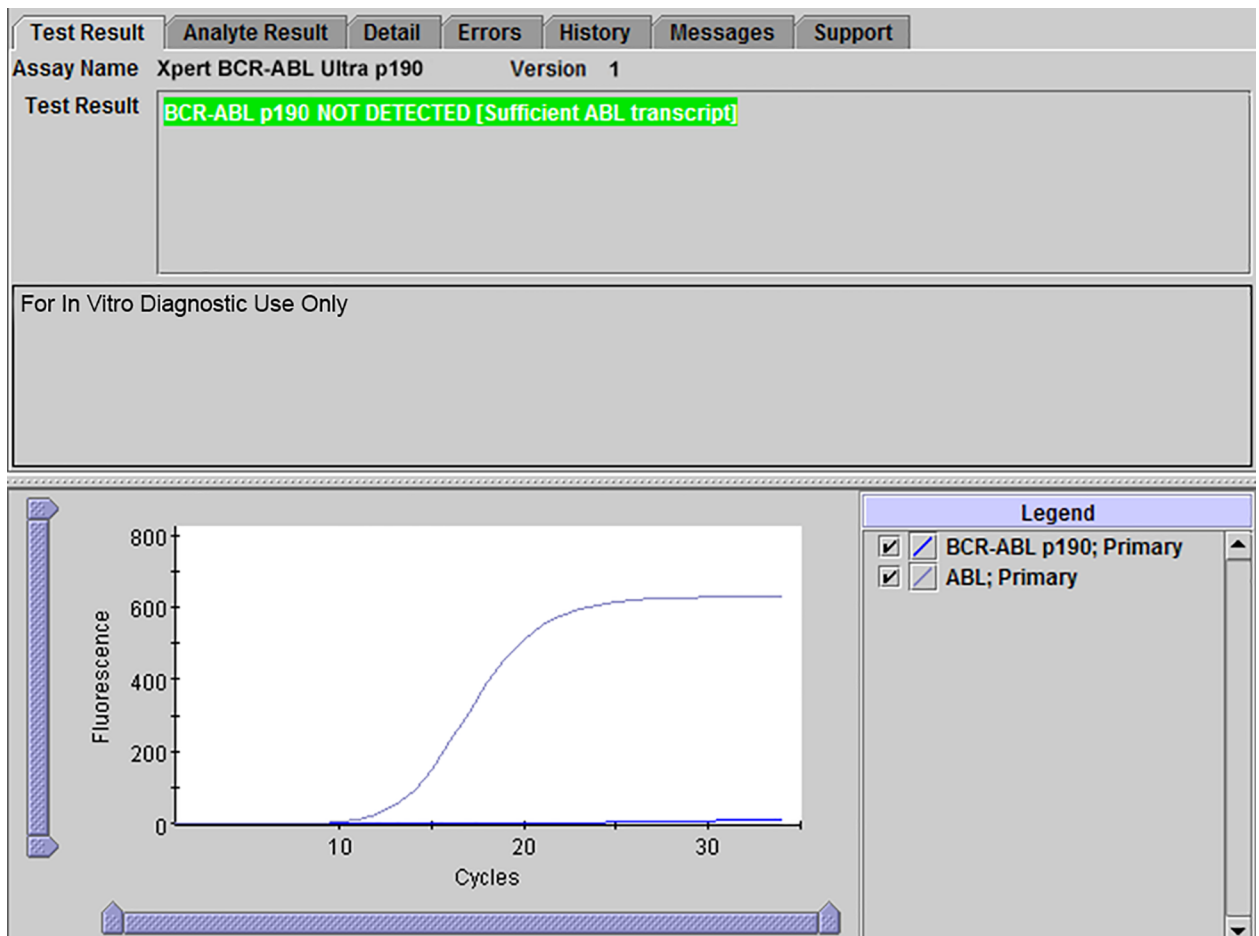 Test Result Analyte Result Detail Errors History Messages Support
Assay Name Xpert BCR-ABL Ultra p190 Version 1
Test Result BCR-ABL p190 NOT DETECTED [Sufficient ABL transcript]
For In Vitro Diagnostic Use Only
Legend
BCR-ABL p190; Primary
ABL; Primary
Fluorescence
800
600
400
200
0
10 20 30
Cycles